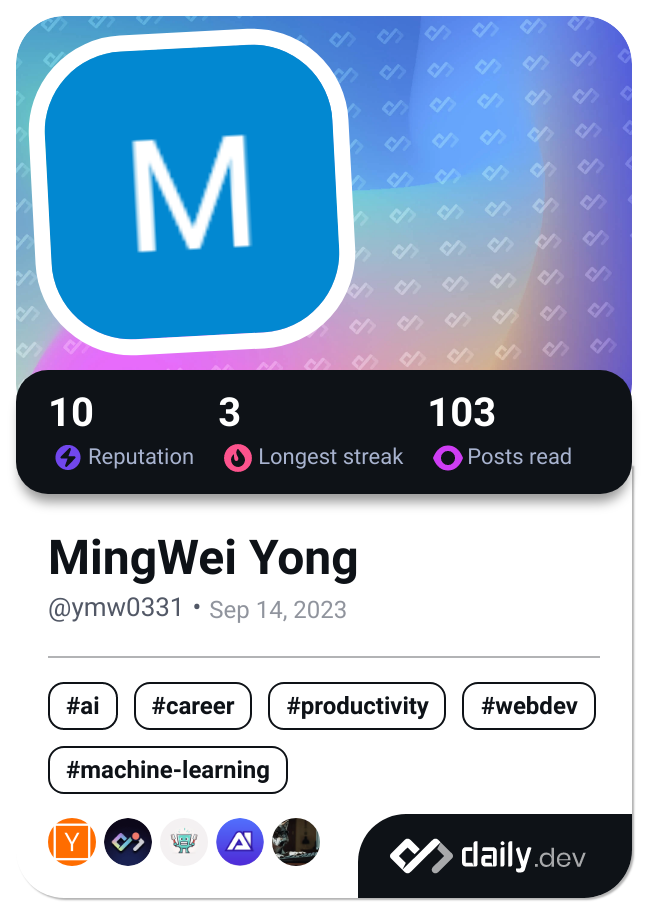 M
10 3 103
Reputation Longest streak Posts read
MingWei Yong
@ymw0331 • Sep 14, 2023
#ai #career #productivity #webdev
#machine-learning
Y AI
daily.dev